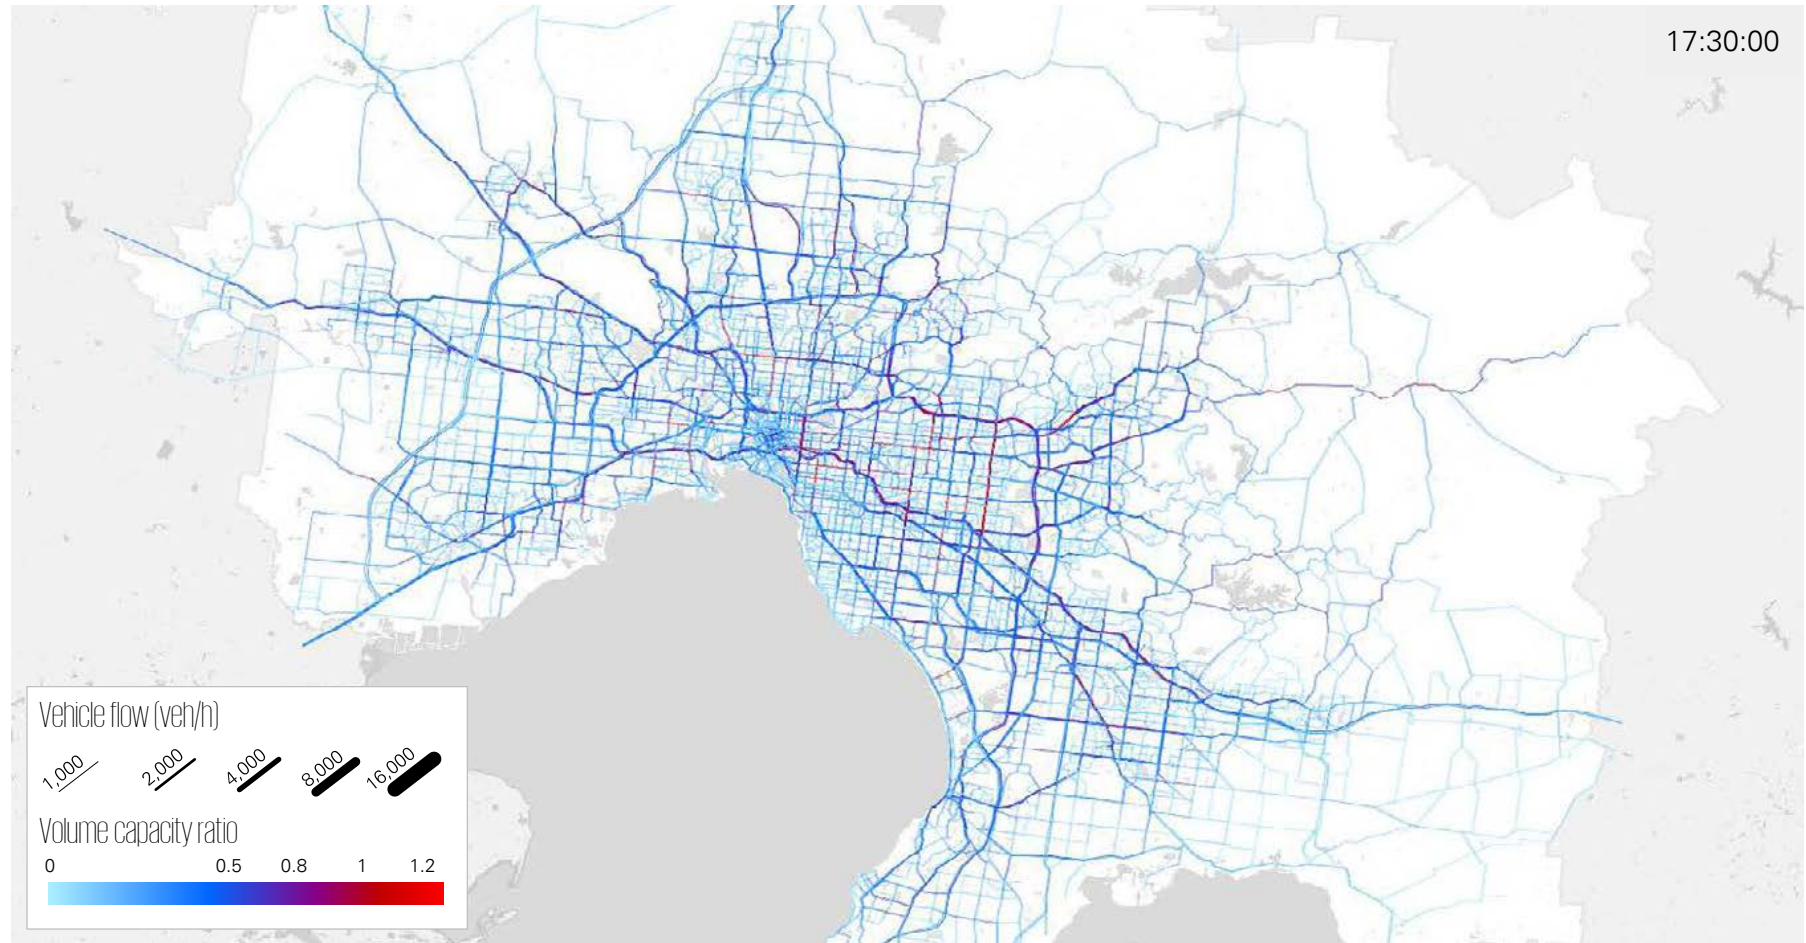 17:30:00
Vehicle flow (veh/h)
1,000 2,000 4,000 8,000 16,000
Volume capacity ratio
0 0.5 0.8 1 1.2